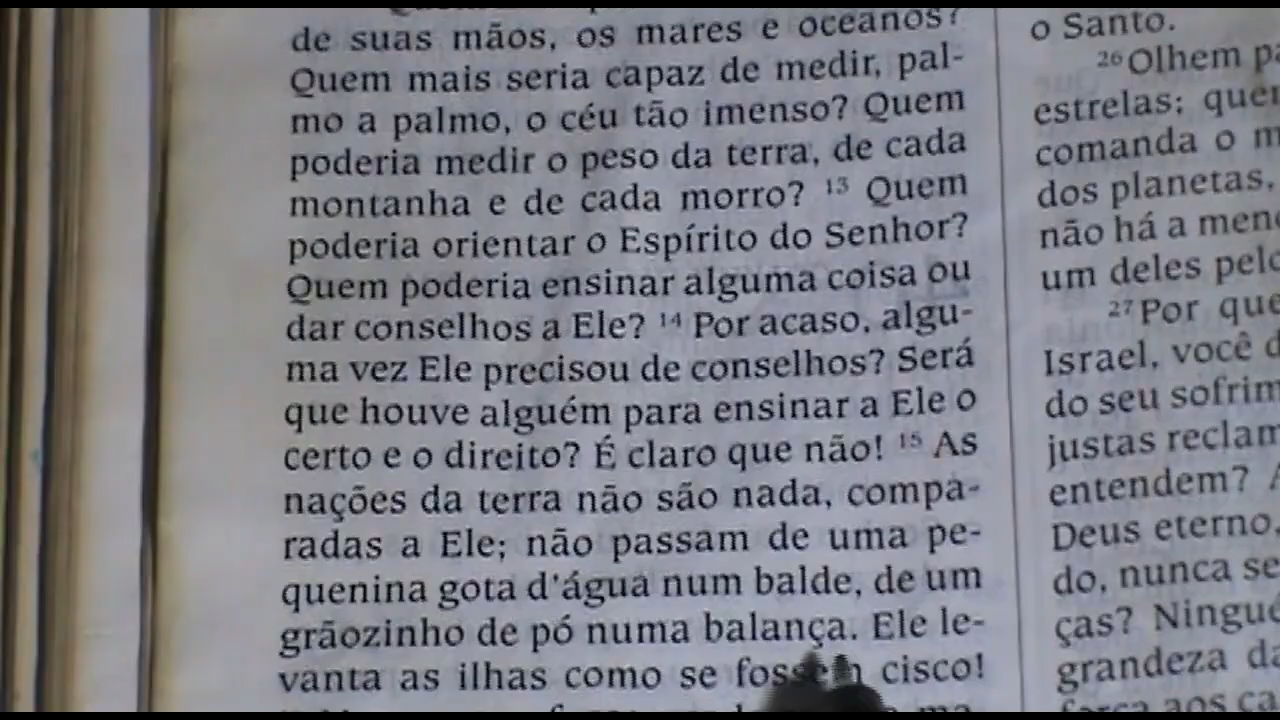 de suas mãos, os mares e oceanos?
Quem mais seria capaz de medir, pal-
mo a palmo, o céu tão imenso? Quem
poderia medir o peso da terra, de cada
montanha e de cada morro? ¹³ Quem
poderia orientar o Espírito do Senhor?
Quem poderia ensinar alguma coisa ou
dar conselhos a Ele? ¹⁴ Por acaso, algu-
ma vez Ele precisou de conselhos? Será
que houve alguém para ensinar a Ele o
certo e o direito? É claro que não! ¹⁵ As
nações da terra não são nada, compa-
radas a Ele; não passam de uma pe-
quenina gota d'água num balde, de um
grãozinho de pó numa balança. Ele le-
vanta as ilhas como se fossem cisco!
o Santo.
²⁶ Olhem
estrelas;
comanda o
dos planetas,
não há a
um deles
²⁷ Por que
Israel, você
do seu
justas
entendem?
Deus eterno,
do, nunca
ças?
grandeza
força aos